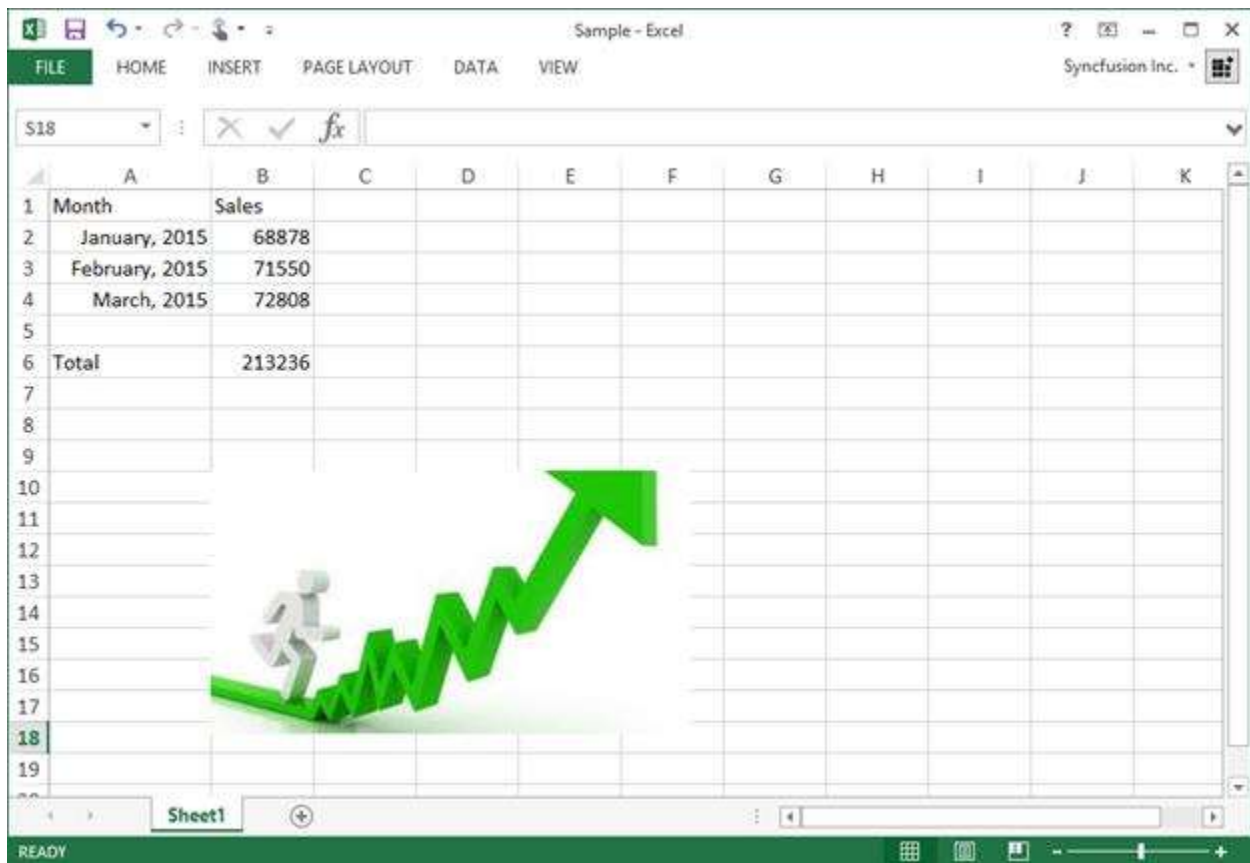 Sample - Excel ?
FILE HOME INSERT PAGE LAYOUT DATA VIEW Syncfusion Inc.
S18 fx
A B C D E F G H I J K
1 Month Sales
2 January, 2015 68878
3 February, 2015 71550
4 March, 2015 72808
5
6 Total 213236
7
8
9
10
11
12
13
14
15
16
17
18
19
Sheet1
READY